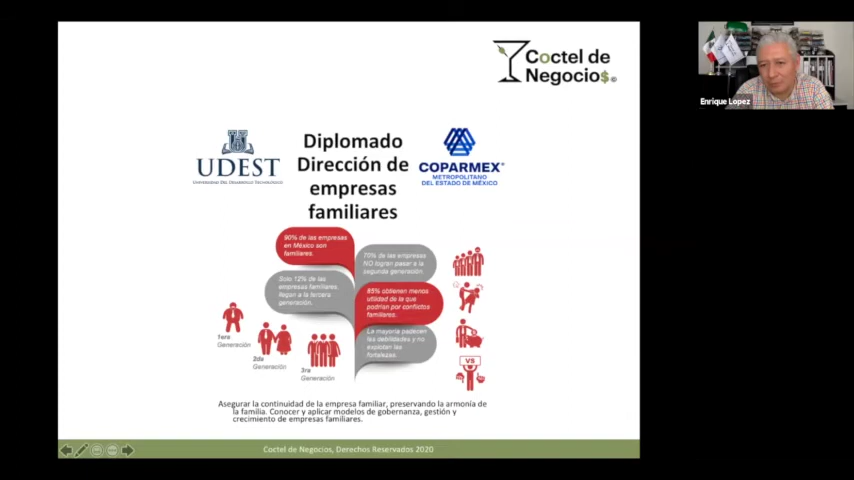 Coctel de
Negocio$©
Enrique Lopez
UDEST
UNIVERSIDAD DEL DESARROLLO TECNOLÓGICO
Diplomado
Dirección de
empresas
familiares
COPARMEX®
METROPOLITANO
DEL ESTADO DE MÉXICO
90% de las empresas
en México son
familiares.
70% de las empresas
NO logran pasar a la
segunda generación
Solo 12% de las
empresas familiares,
llegan a la tercera
generación.
85% obtienen menos
utilidad de la que
podrían por conflictos
familiares.
La mayoría padecen
las debilidades y no
explotan las
fortalezas.
1era
Generación
2da
Generación
3ra
Generación
VS
Asegurar la continuidad de la empresa familiar, preservando la armonía de
la familia. Conocer y aplicar modelos de gobernanza, gestión y
crecimiento de empresas familiares.
Coctel de Negocios, Derechos Reservados 2020